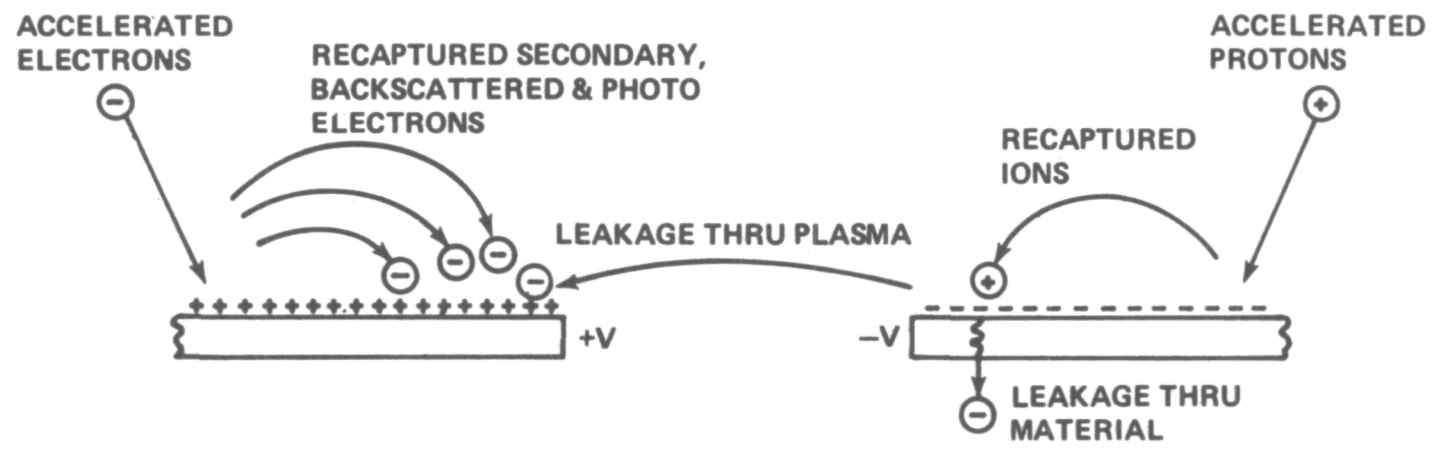 ACCELERATED
ELECTRONS
RECAPTURED SECONDARY,
BACKSCATTERED & PHOTO
ELECTRONS
ACCELERATED
PROTONS
RECAPTURED
IONS
LEAKAGE THRU PLASMA
+V
−V
LEAKAGE THRU
MATERIAL